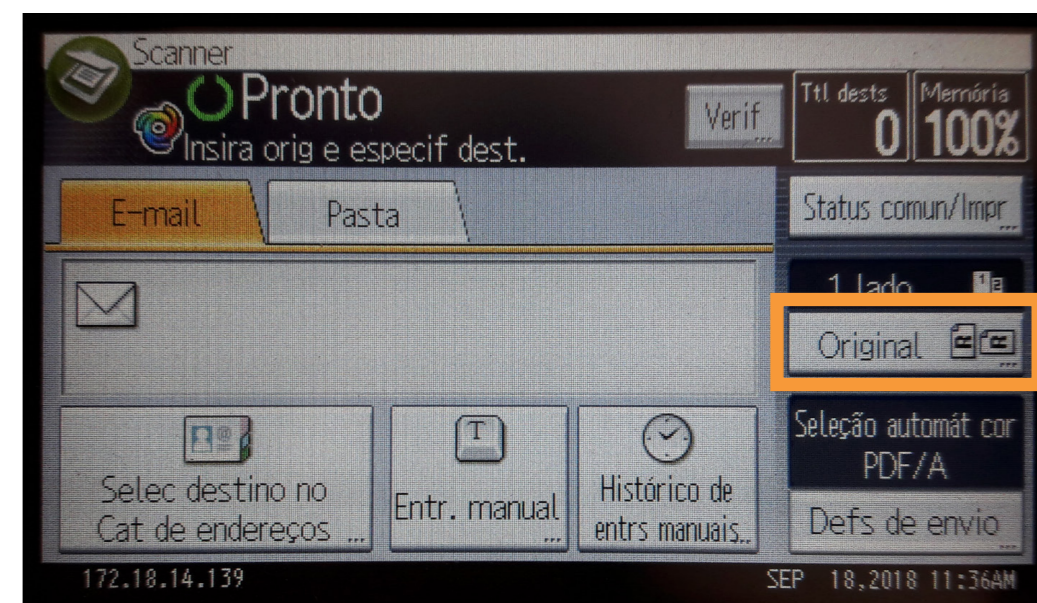 Scanner
Pronto
Insira orig e especif dest.
Verif...
Ttl dests
0
Memória
100%
E-mail
Pasta
Status comun/Impr
...
1 lado
1 2
Original
...
Selec destino no
Cat de endereços ...
T
Entr. manual
...
Histórico de
entrs manuais...
Seleção automát cor
PDF/A
Defs de envio
...
172.18.14.139
SEP 18,2018 11:36AM